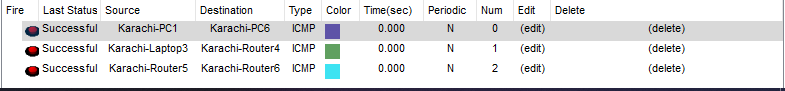 Fire Last Status Source Destination Type Color Time(sec) Periodic Num Edit Delete
Successful Karachi-PC1 Karachi-PC6 ICMP 0.000 N 0 (edit) (delete)
Successful Karachi-Laptop3 Karachi-Router4 ICMP 0.000 N 1 (edit) (delete)
Successful Karachi-Router5 Karachi-Router6 ICMP 0.000 N 2 (edit) (delete)